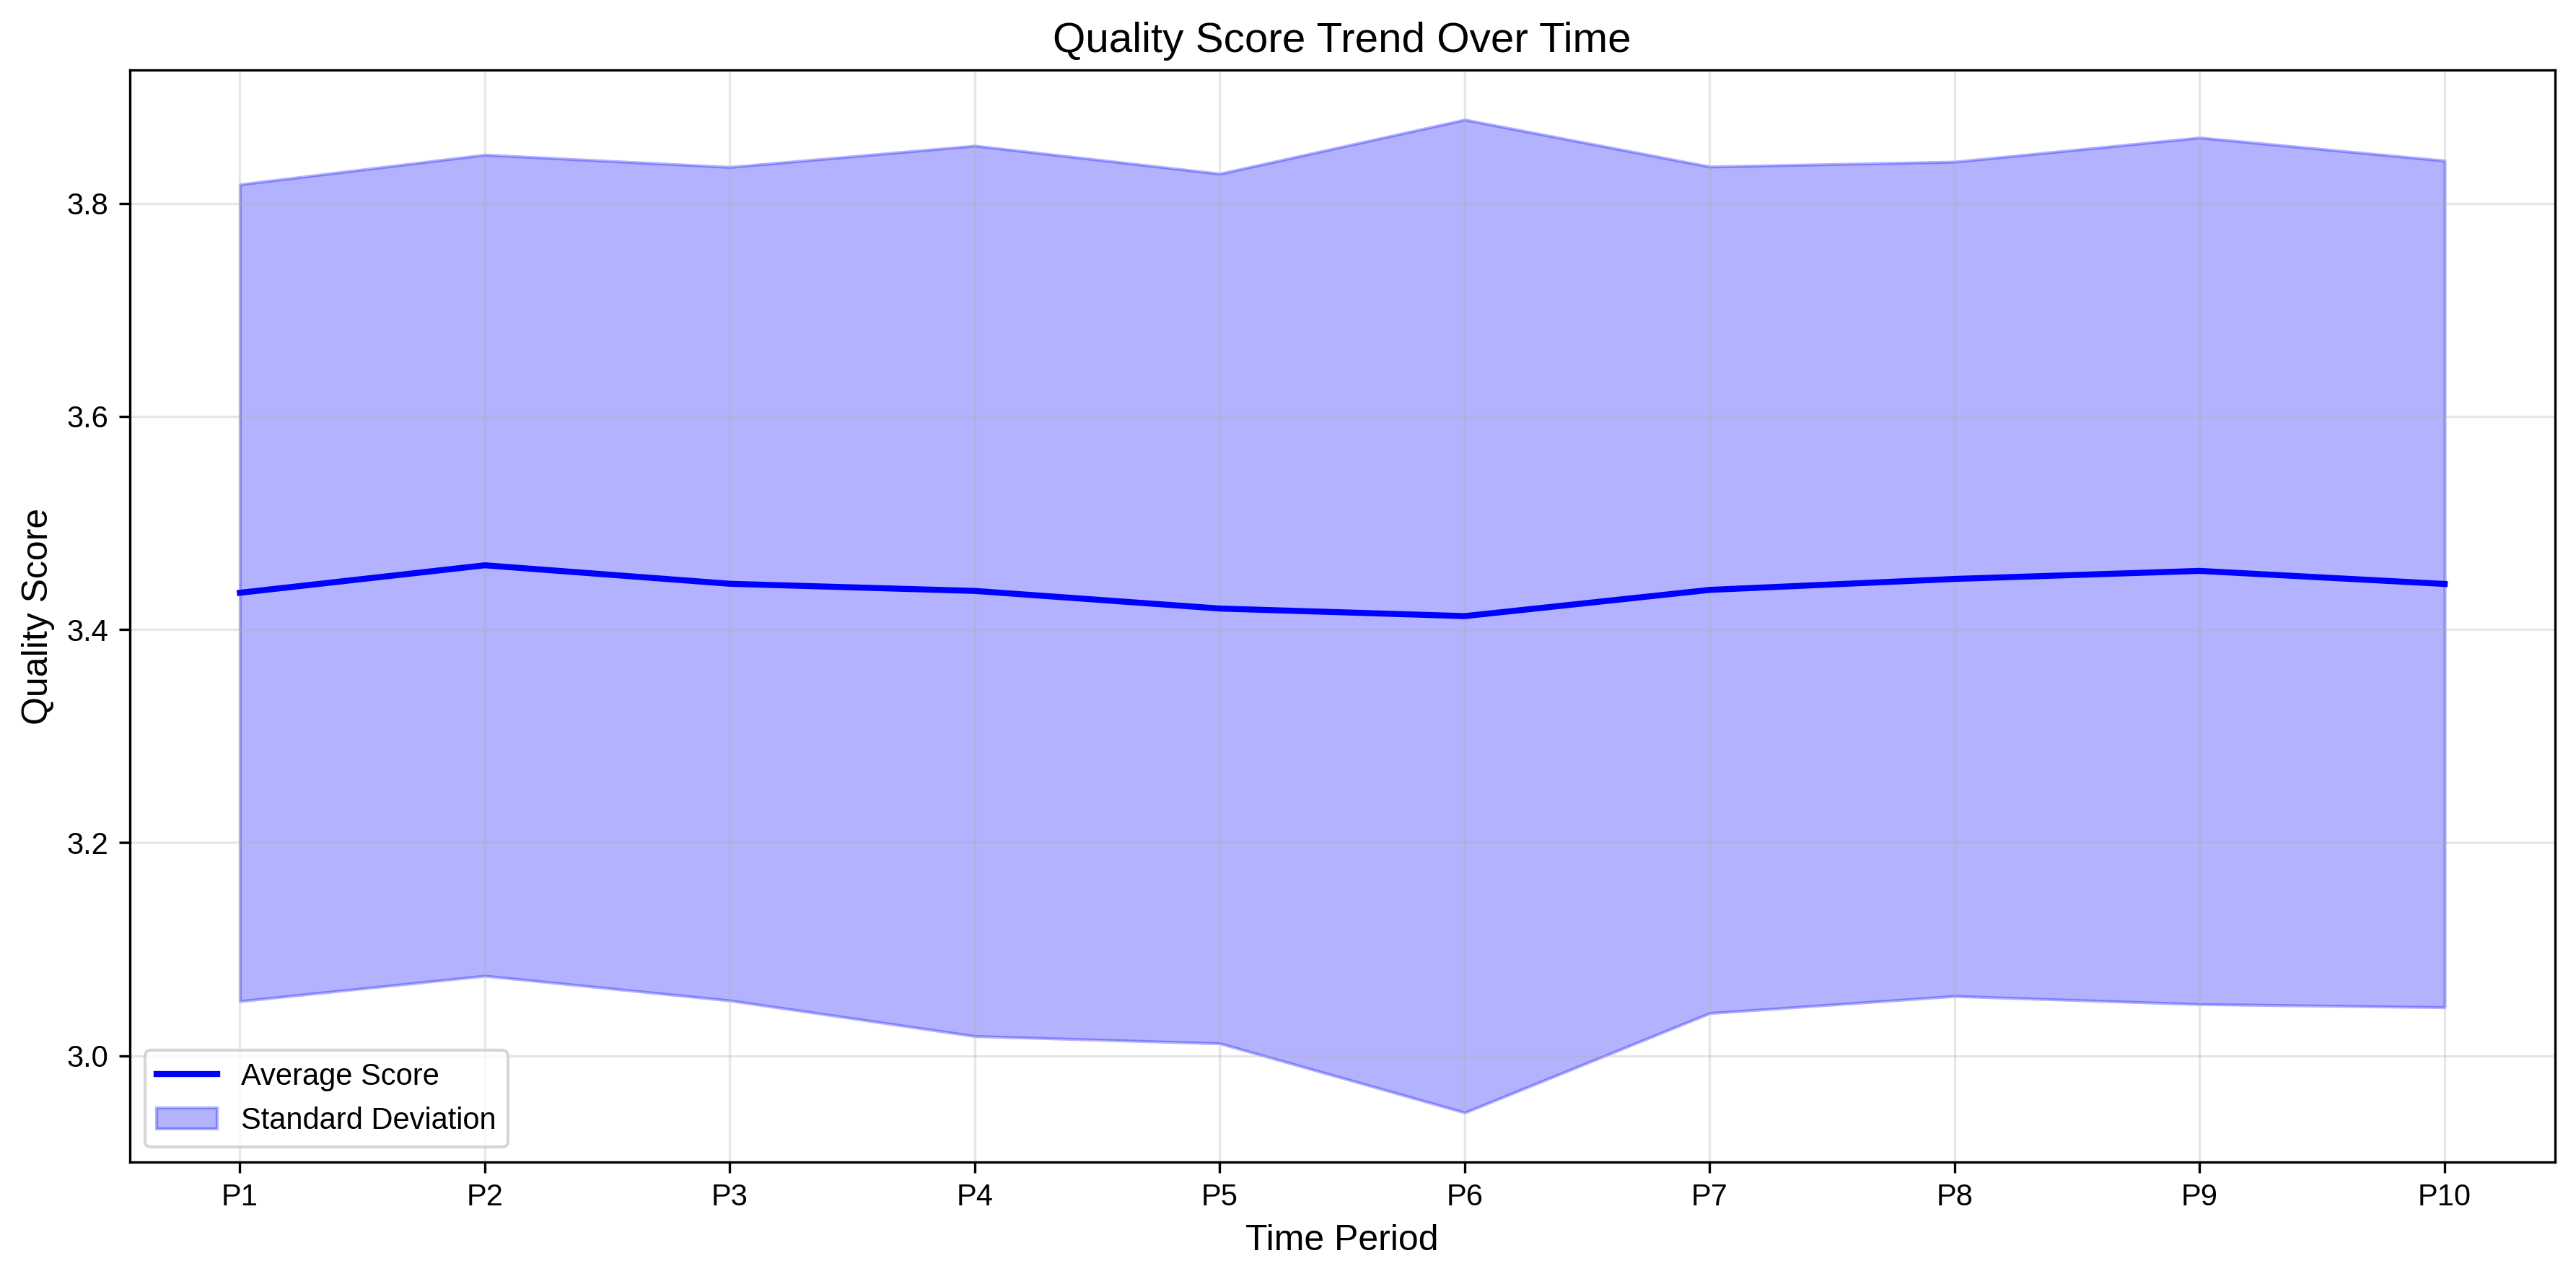 Quality Score Trend Over Time
Quality Score
3.8
3.6
3.4
3.2
3.0
Average Score
Standard Deviation
P1 P2 P3 P4 P5 P6 P7 P8 P9 P10
Time Period